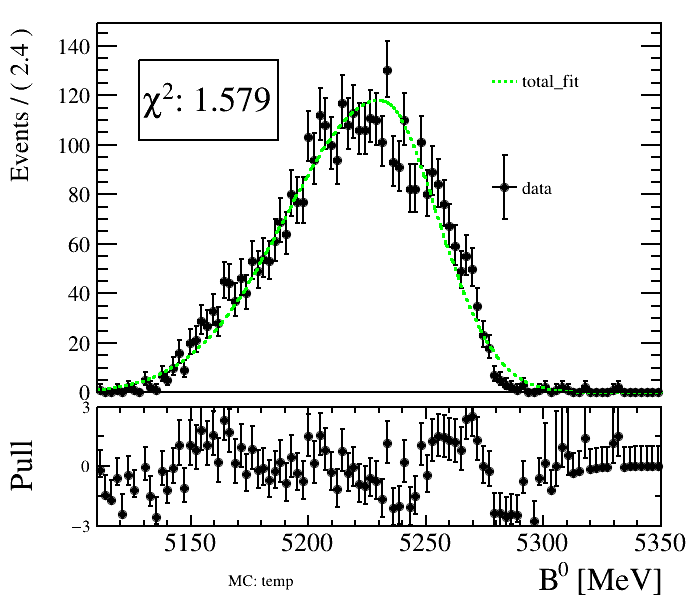 Events / ( 2.4 )
140
120
100
80
60
40
20
0
χ²: 1.579
total_fit
data
Pull
3
0
−3
5150
5200
5250
5300
5350
MC: temp
B⁰ [MeV]